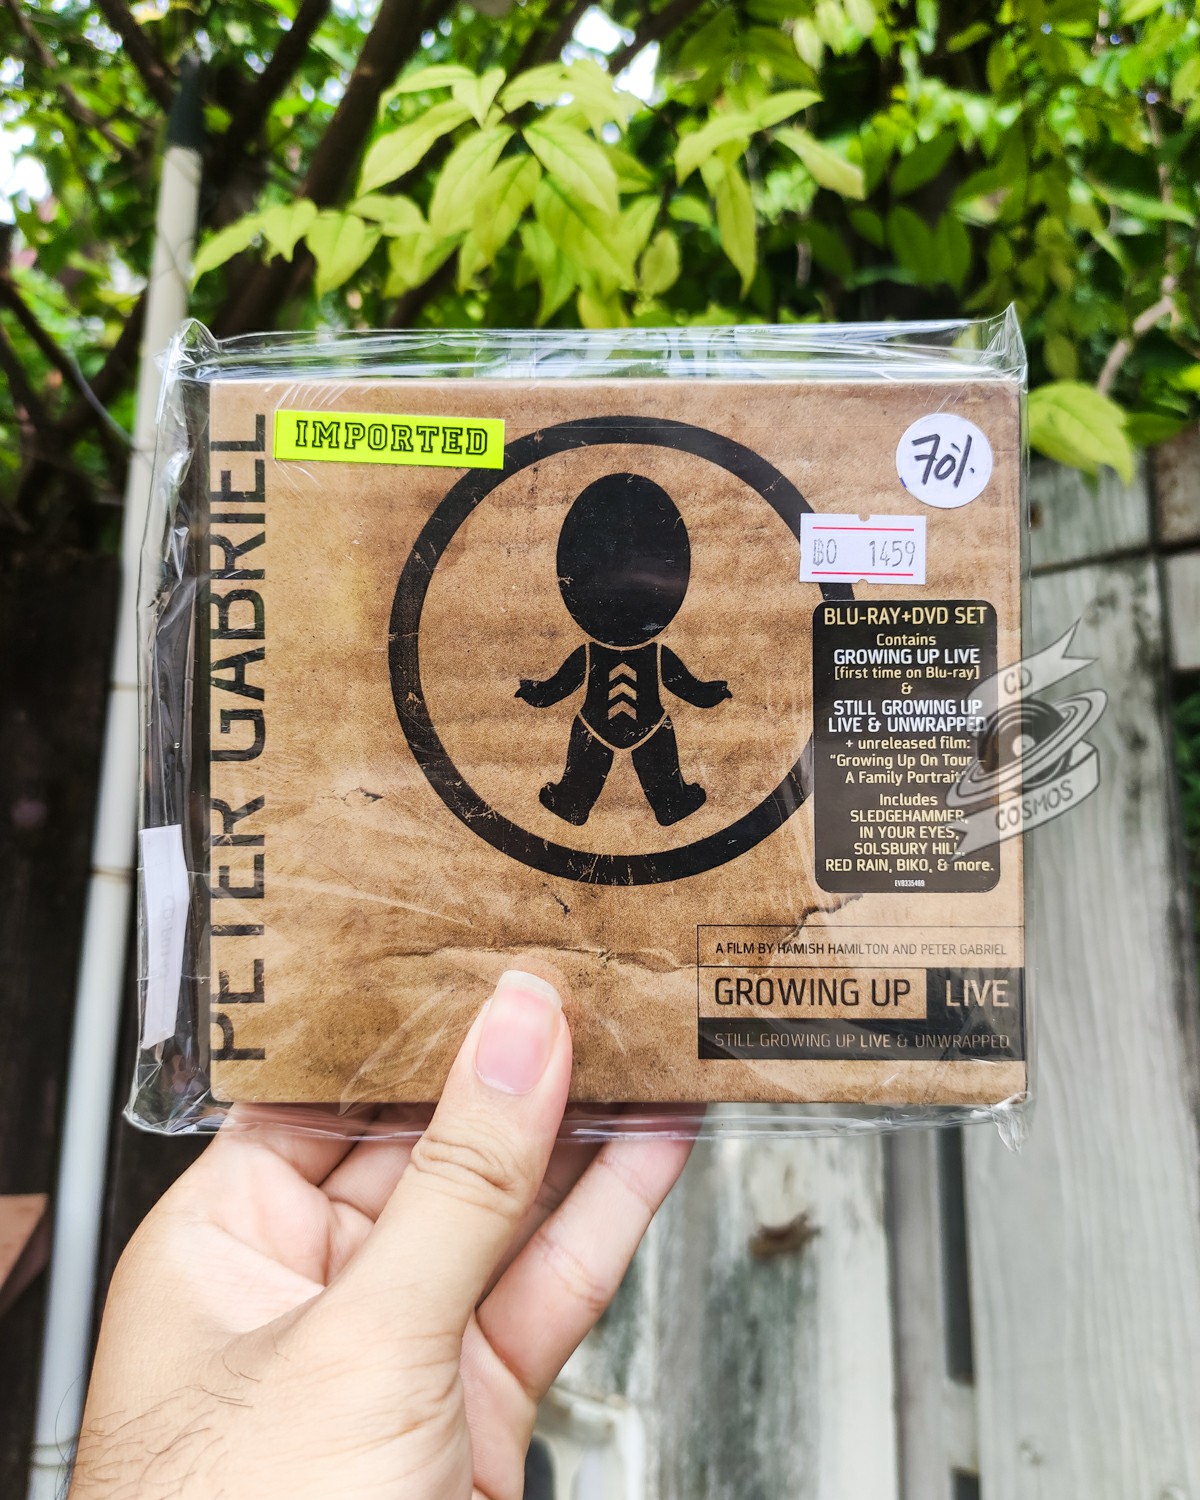 PETER GABRIEL
IMPORTED
70%
฿0 1459
BLU-RAY+DVD SET
Contains
GROWING UP LIVE
[first time on Blu-ray]
&
STILL GROWING UP
LIVE & UNWRAPPED
+ unreleased film:
"Growing Up On Tour –
A Family Portrait".
Includes
SLEDGEHAMMER,
IN YOUR EYES,
SOLSBURY HILL,
RED RAIN, BIKO, & more.
CD
COSMOS
A FILM BY HAMISH HAMILTON AND PETER GABRIEL
GROWING UP LIVE
STILL GROWING UP LIVE & UNWRAPPED